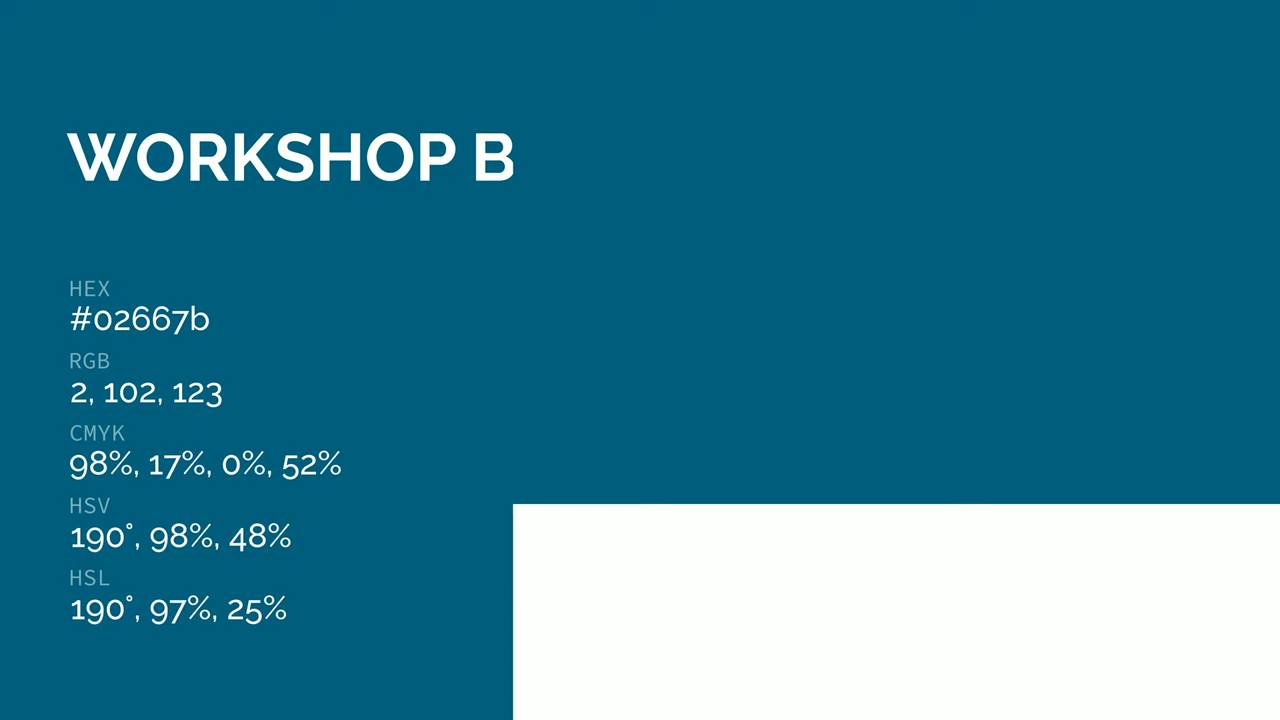 WORKSHOP B
HEX
#02667b
RGB
2, 102, 123
CMYK
98%, 17%, 0%, 52%
HSV
190°, 98%, 48%
HSL
190°, 97%, 25%